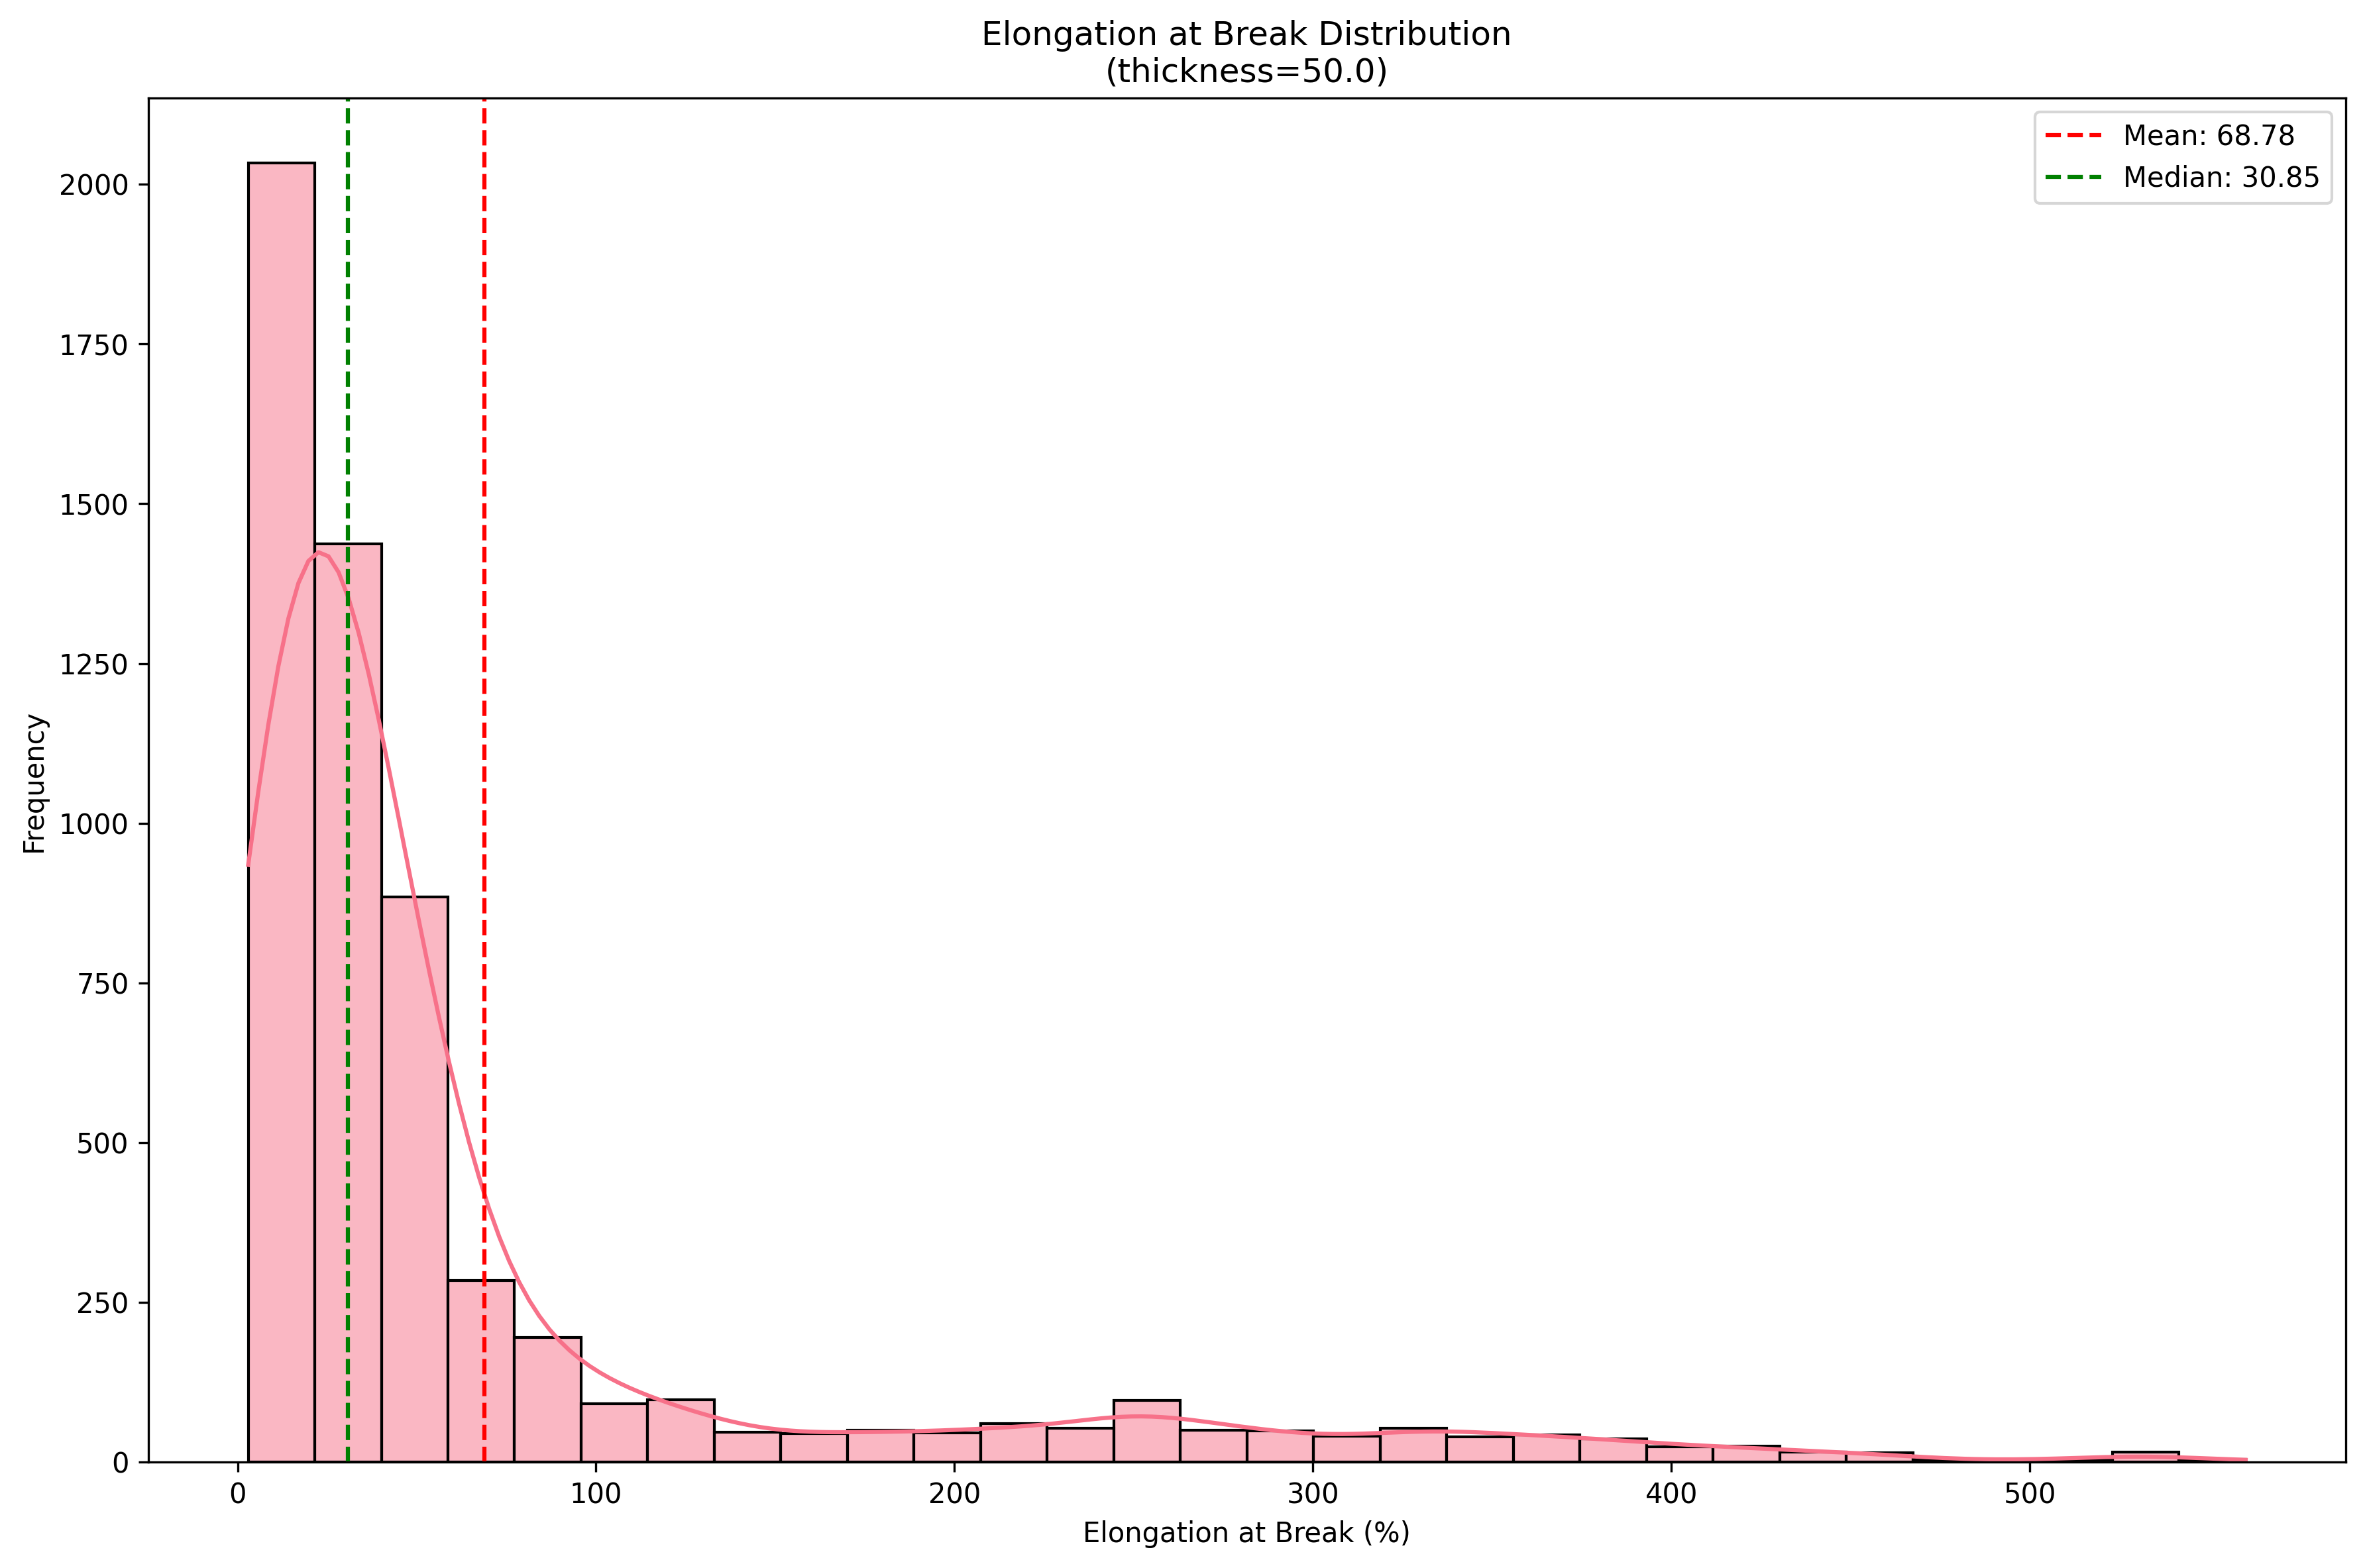 Elongation at Break Distribution
(thickness=50.0)
Mean: 68.78
Median: 30.85
2000
1750
1500
1250
1000
750
500
250
0
Frequency
0 100 200 300 400 500
Elongation at Break (%)